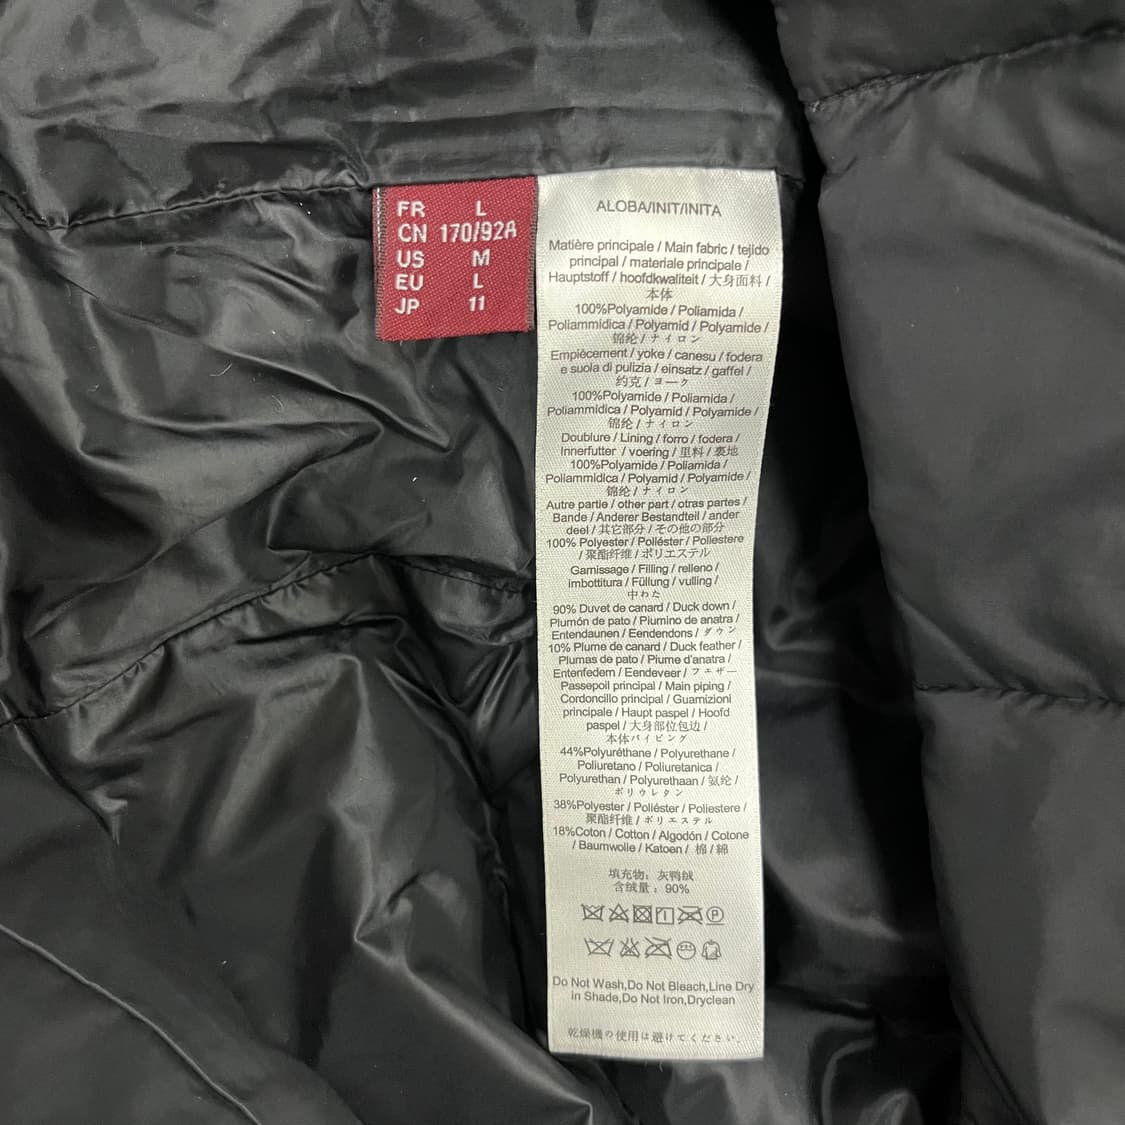 FR L
CN 170/92A
US M
EU L
JP 11
ALOBA/INIT/INITA
Matière principale / Main fabric / tejido
principal / materiale principale /
Hauptstoff / hoofdkwaliteit / 大身面料 /
本体
100%Polyamide / Poliamida /
Poliammidica / Polyamid / Polyamide /
锦纶 / ナイロン
Empiècement / yoke / canesu / fodera
e suola di pulizia / einsatz / gaffel /
约克 / ヨーク
100%Polyamide / Poliamida /
Poliammidica / Polyamid / Polyamide /
锦纶 / ナイロン
Doublure / Lining / forro / fodera /
Innerfutter / voering / 里料 / 裏地
100%Polyamide / Poliamida /
Poliammidica / Polyamid / Polyamide /
锦纶 / ナイロン
Autre partie / other part / otras partes /
Bande / Anderer Bestandteil / ander
deel / 其它部分 / その他の部分
100% Polyester / Poliéster / Poliestere
/ 聚酯纤维 / ポリエステル
Garnissage / Filling / relleno /
imbottitura / Füllung / vulling /
中わた
90% Duvet de canard / Duck down /
Plumón de pato / Piumino de anatra /
Entendaunen / Eendendons / ダウン
10% Plume de canard / Duck feather /
Plumas de pato / Piume d'anatra /
Entenfedern / Eendeveer / フェザー
Passepoil principal / Main piping /
Cordoncillo principal / Guarnizioni
principale / Haupt paspel / Hoofd
paspel / 大身部位包边 /
本体パイピング
44%Polyuréthane / Polyurethane /
Poliuretano / Poliuretanica /
Polyurethan / Polyurethaan / 氨纶 /
ポリウレタン
38%Polyester / Poliéster / Poliestere /
聚酯纤维 / ポリエステル
18%Coton / Cotton / Algodón / Cotone
/ Baumwolle / Katoen / 棉 / 綿
填充物: 灰鸭绒
含绒量: 90%
P
Do Not Wash,Do Not Bleach,Line Dry
in Shade,Do Not Iron,Dryclean
乾燥機の使用は避けてください。